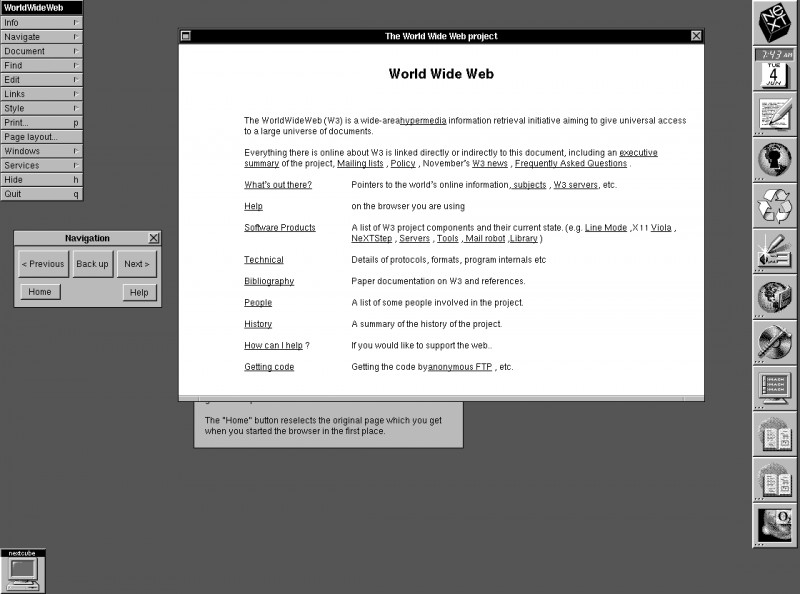 WorldWideWeb
Info
Navigate
Document
Find
Edit
Links
Style
Print... p
Page layout...
Windows
Services
Hide h
Quit q
Navigation
< Previous Back up Next >
Home Help
The World Wide Web project
World Wide Web
The WorldWideWeb (W3) is a wide-areahypermedia information retrieval initiative aiming to give universal access
to a large universe of documents.
Everything there is online about W3 is linked directly or indirectly to this document, including an executive
summary of the project, Mailing lists , Policy , November's W3 news , Frequently Asked Questions .
What's out there? Pointers to the world's online information, subjects , W3 servers, etc.
Help on the browser you are using
Software Products A list of W3 project components and their current state. (e.g. Line Mode ,X11 Viola ,
NeXTStep , Servers , Tools , Mail robot ,Library )
Technical Details of protocols, formats, program internals etc
Bibliography Paper documentation on W3 and references.
People A list of some people involved in the project.
History A summary of the history of the project.
How can I help ? If you would like to support the web..
Getting code Getting the code byanonymous FTP , etc.
The "Home" button reselects the original page which you get
when you started the browser in the first place.
NeXT
7:43 AM
TUE
4
JUN
O2
nextcube